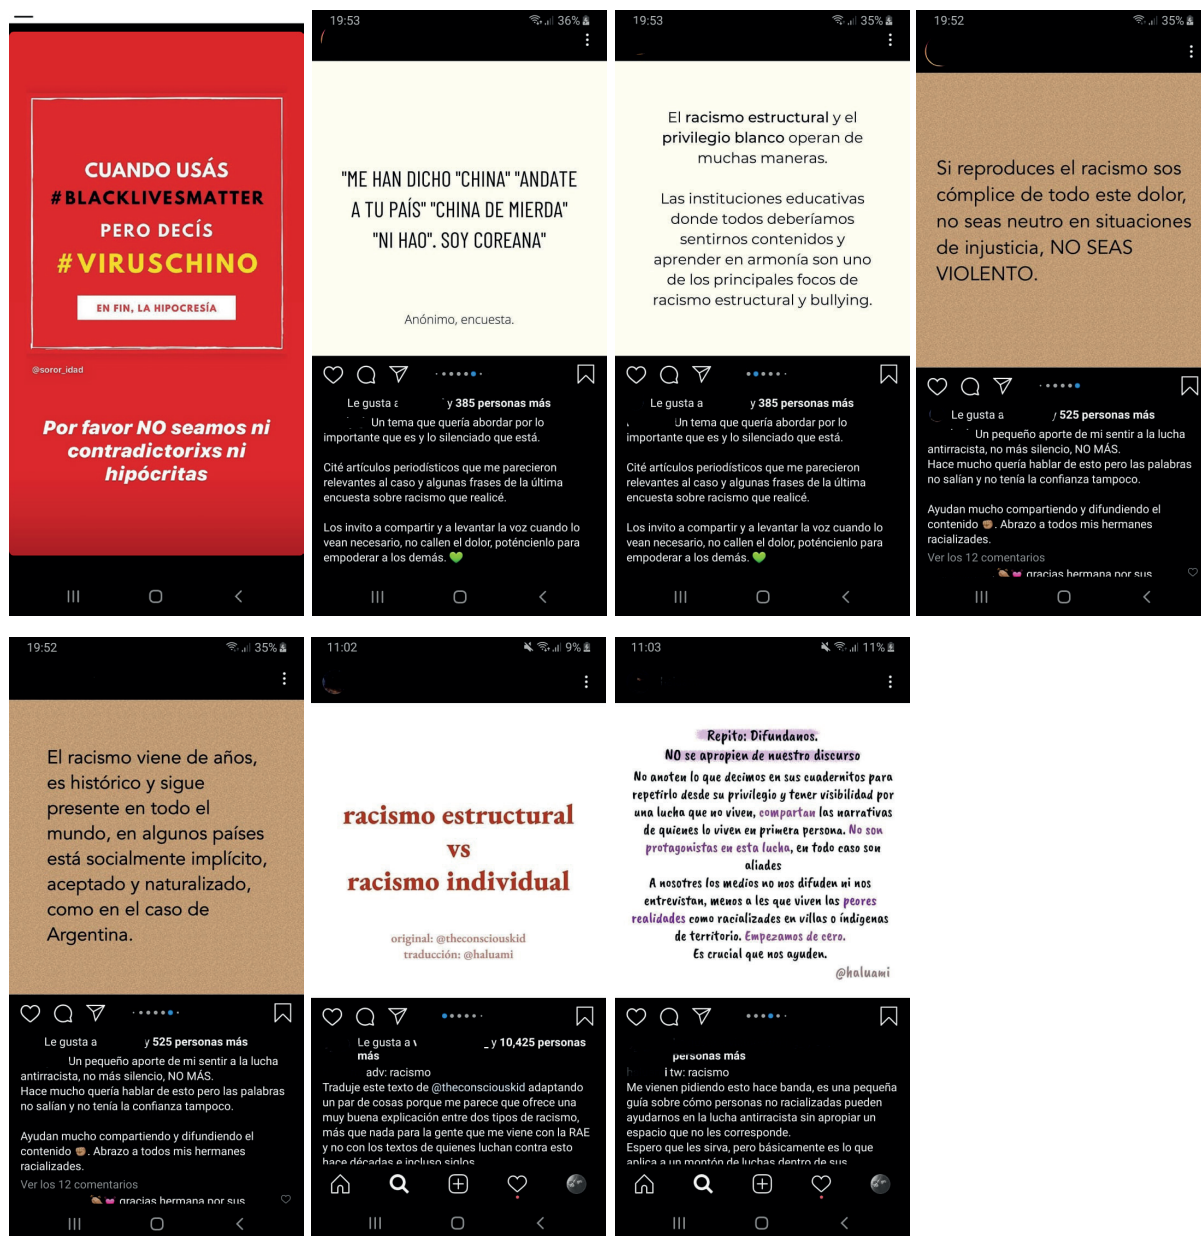 CUANDO USÁS
#BLACKLIVESMATTER
PERO DECÍS
#VIRUSCHINO
EN FIN, LA HIPOCRESÍA
@soror_idad
Por favor NO seamos ni
contradictorixs ni
hipócritas
19:53
36%
"ME HAN DICHO "CHINA" "ANDATE
A TU PAÍS" "CHINA DE MIERDA"
"NI HAO". SOY COREANA"
Anónimo, encuesta.
Le gusta a y 385 personas más
Un tema que quería abordar por lo
importante que es y lo silenciado que está.
Cité artículos periodísticos que me parecieron
relevantes al caso y algunas frases de la última
encuesta sobre racismo que realicé.
Los invito a compartir y a levantar la voz cuando lo
vean necesario, no callen el dolor, poténcienlo para
empoderar a los demás. 💚
19:53
35%
El racismo estructural y el
privilegio blanco operan de
muchas maneras.
Las instituciones educativas
donde todos deberíamos
sentirnos contenidos y
aprender en armonía son uno
de los principales focos de
racismo estructural y bullying.
Le gusta a y 385 personas más
Un tema que quería abordar por lo
importante que es y lo silenciado que está.
Cité artículos periodísticos que me parecieron
relevantes al caso y algunas frases de la última
encuesta sobre racismo que realicé.
Los invito a compartir y a levantar la voz cuando lo
vean necesario, no callen el dolor, poténcienlo para
empoderar a los demás. 💚
19:52
35%
Si reproduces el racismo sos
cómplice de todo este dolor,
no seas neutro en situaciones
de injusticia, NO SEAS
VIOLENTO.
Le gusta a y 525 personas más
Un pequeño aporte de mi sentir a la lucha
antirracista, no más silencio, NO MÁS.
Hace mucho quería hablar de esto pero las palabras
no salían y no tenía la confianza tampoco.
Ayudan mucho compartiendo y difundiendo el
contenido ✊🏽. Abrazo a todos mis hermanes
racializades.
Ver los 12 comentarios
gracias hermana por sus
19:52
35%
El racismo viene de años,
es histórico y sigue
presente en todo el
mundo, en algunos países
está socialmente implícito,
aceptado y naturalizado,
como en el caso de
Argentina.
Le gusta a y 525 personas más
Un pequeño aporte de mi sentir a la lucha
antirracista, no más silencio, NO MÁS.
Hace mucho quería hablar de esto pero las palabras
no salían y no tenía la confianza tampoco.
Ayudan mucho compartiendo y difundiendo el
contenido ✊🏽. Abrazo a todos mis hermanes
racializades.
Ver los 12 comentarios
gracias hermana por sus
11:02
9%
racismo estructural
vs
racismo individual
original: @theconsciouskid
traducción: @haluami
Le gusta a y 10,425 personas
más
adv: racismo
Traduje este texto de @theconsciouskid adaptando
un par de cosas porque me parece que ofrece una
muy buena explicación entre dos tipos de racismo,
más que nada para la gente que me viene con la RAE
y no con los textos de quienes luchan contra esto
hace décadas e incluso siglos
11:03
11%
Repito: Difundanos.
NO se apropien de nuestro discurso
No anoten lo que decimos en sus cuadernitos para
repetirlo desde su privilegio y tener visibilidad por
una lucha que no viven, compartan las narrativas
de quienes lo viven en primera persona. No son
protagonistas en esta lucha, en todo caso son
aliades
A nosotres los medios no nos difuden ni nos
entrevistan, menos a les que viven las peores
realidades como racializades en villas o indígenas
de territorio. Empezamos de cero.
Es crucial que nos ayuden.
@haluami
personas más
tw: racismo
Me vienen pidiendo esto hace banda, es una pequeña
guía sobre cómo personas no racializadas pueden
ayudarnos en la lucha antirracista sin apropiar un
espacio que no les corresponde.
Espero que les sirva, pero básicamente es lo que
aplica a un montón de luchas dentro de sus